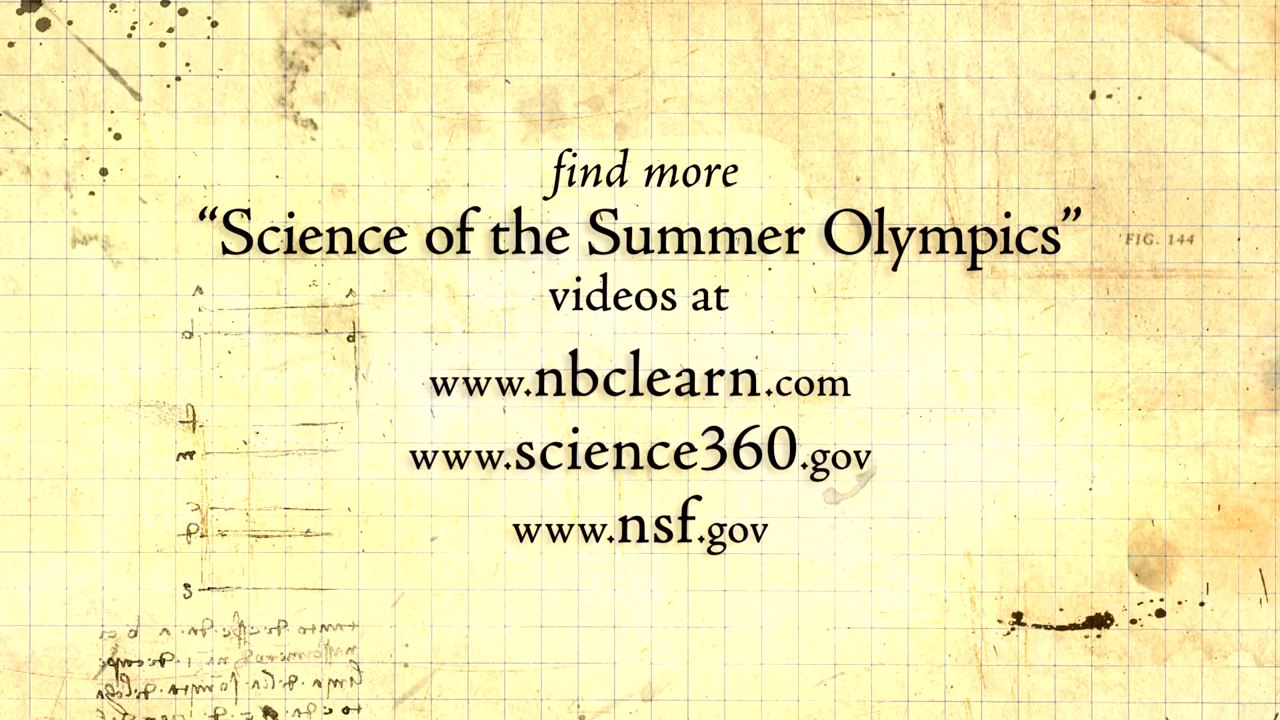 find more
“Science of the Summer Olympics”
FIG. 144
videos at
www.nbclearn.com
www.science360.gov
www.nsf.gov